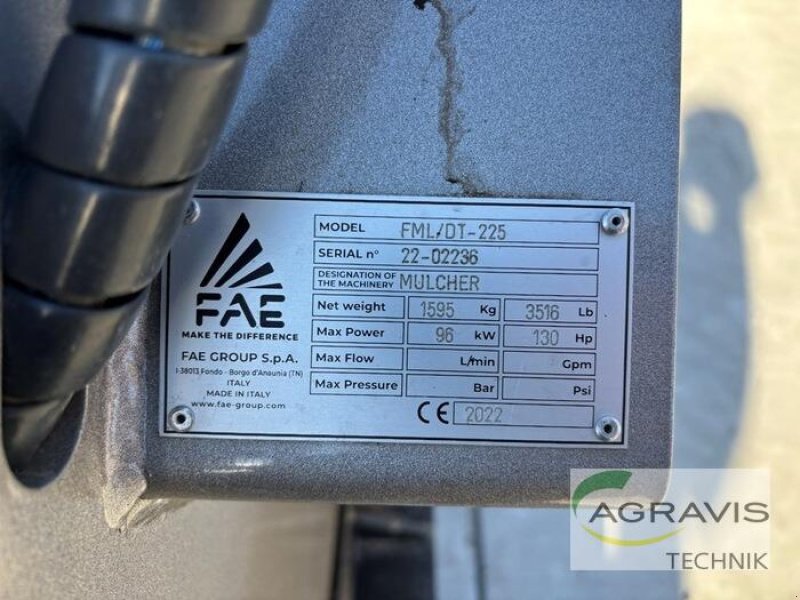 FAE
MAKE THE DIFFERENCE
FAE GROUP S.p.A.
I-38013 Fondo - Borgo d'Anaunia (TN)
ITALY
MADE IN ITALY
www.fae-group.com
MODEL FML/DT-225
SERIAL n° 22-02236
DESIGNATION OF
THE MACHINERY MULCHER
Net weight 1595 Kg 3516 Lb
Max Power 96 kW 130 Hp
Max Flow L/min Gpm
Max Pressure Bar Psi
CE 2022
AGRAVIS
TECHNIK